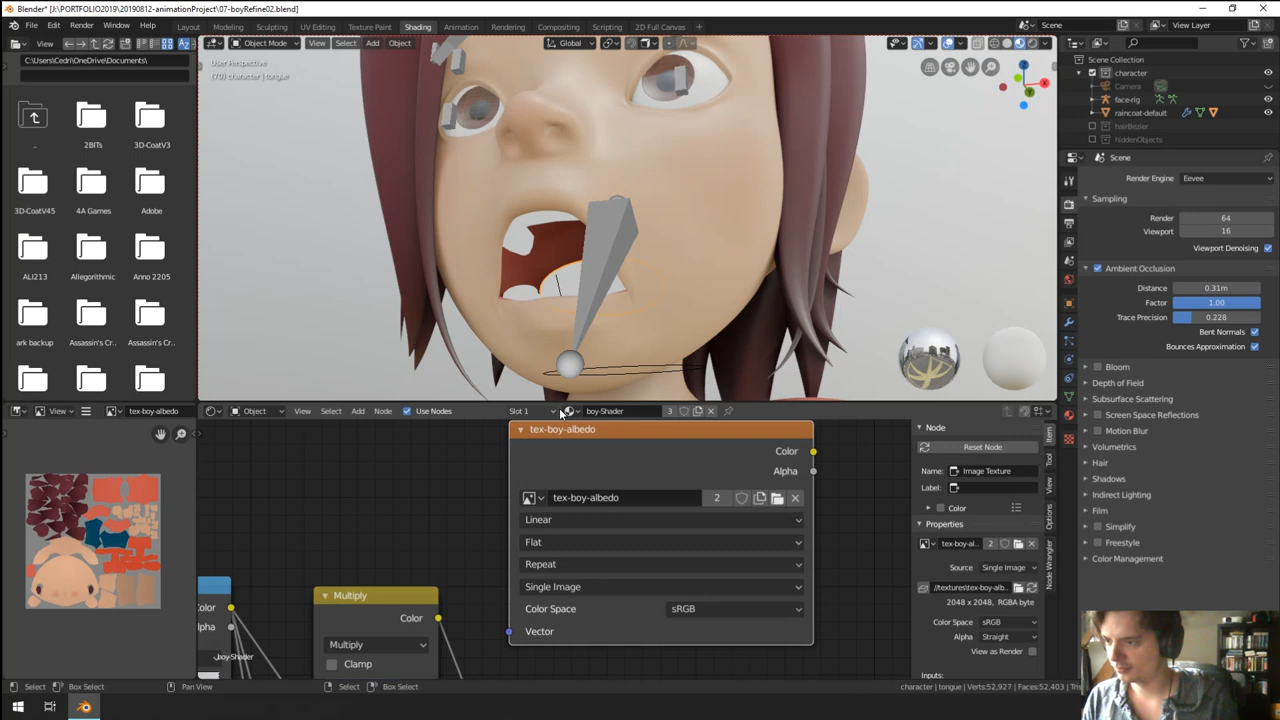 Blender* [J:\PORTFOLIO2019\20190812-animationProject\07-boyRefine02.blend]
File Edit Render Window Help Layout Modeling Sculpting UV Editing Texture Paint Shading Animation Rendering Compositing Scripting 2D Full Canvas Scene View Layer
View Object Mode View Select Add Object Global
C:\Users\Cedri\OneDrive\Documents\
User Perspective
(70) character | tongue
Scene Collection
character
Camera
face-rig
raincoat-default
hairBezier
hiddenObjects
.. 2BITs 3D-CoatV3
3D-CoatV45 4A Games Adobe
ALI213 Allegorithmic Anno 2205
ark backup Assassin's Cr.. Assassin's Cr..
Scene
Render Engine Eevee
Sampling
Render 64
Viewport 16
Viewport Denoising
Ambient Occlusion
Distance 0.31m
Factor 1.00
Trace Precision 0.228
Bent Normals
Bounces Approximation
Bloom
Depth of Field
Subsurface Scattering
Screen Space Reflections
Motion Blur
Volumetrics
Hair
Shadows
Indirect Lighting
Film
Simplify
Freestyle
Color Management
View tex-boy-albedo Object View Select Add Node Use Nodes Slot 1 boy-Shader 3
tex-boy-albedo
Color
Alpha
tex-boy-albedo 2
Linear
Flat
Repeat
Single Image
Color Space sRGB
Vector
Color
Alpha
boy-Shader
Multiply
Color
Multiply
Clamp
Node
Reset Node
Name: Image Texture
Label:
Color
Properties
tex-boy-al.. 2
Source Single Image
//textures\tex-boy-alb..
2048 x 2048, RGBA byte
Color Space sRGB
Alpha Straight
View as Render
Inputs:
Item
Tool
View
Options
Node Wrangler
Select Box Select Pan View Select Box Select character | tongue | Verts:52,927 | Faces:52,403 | Tris